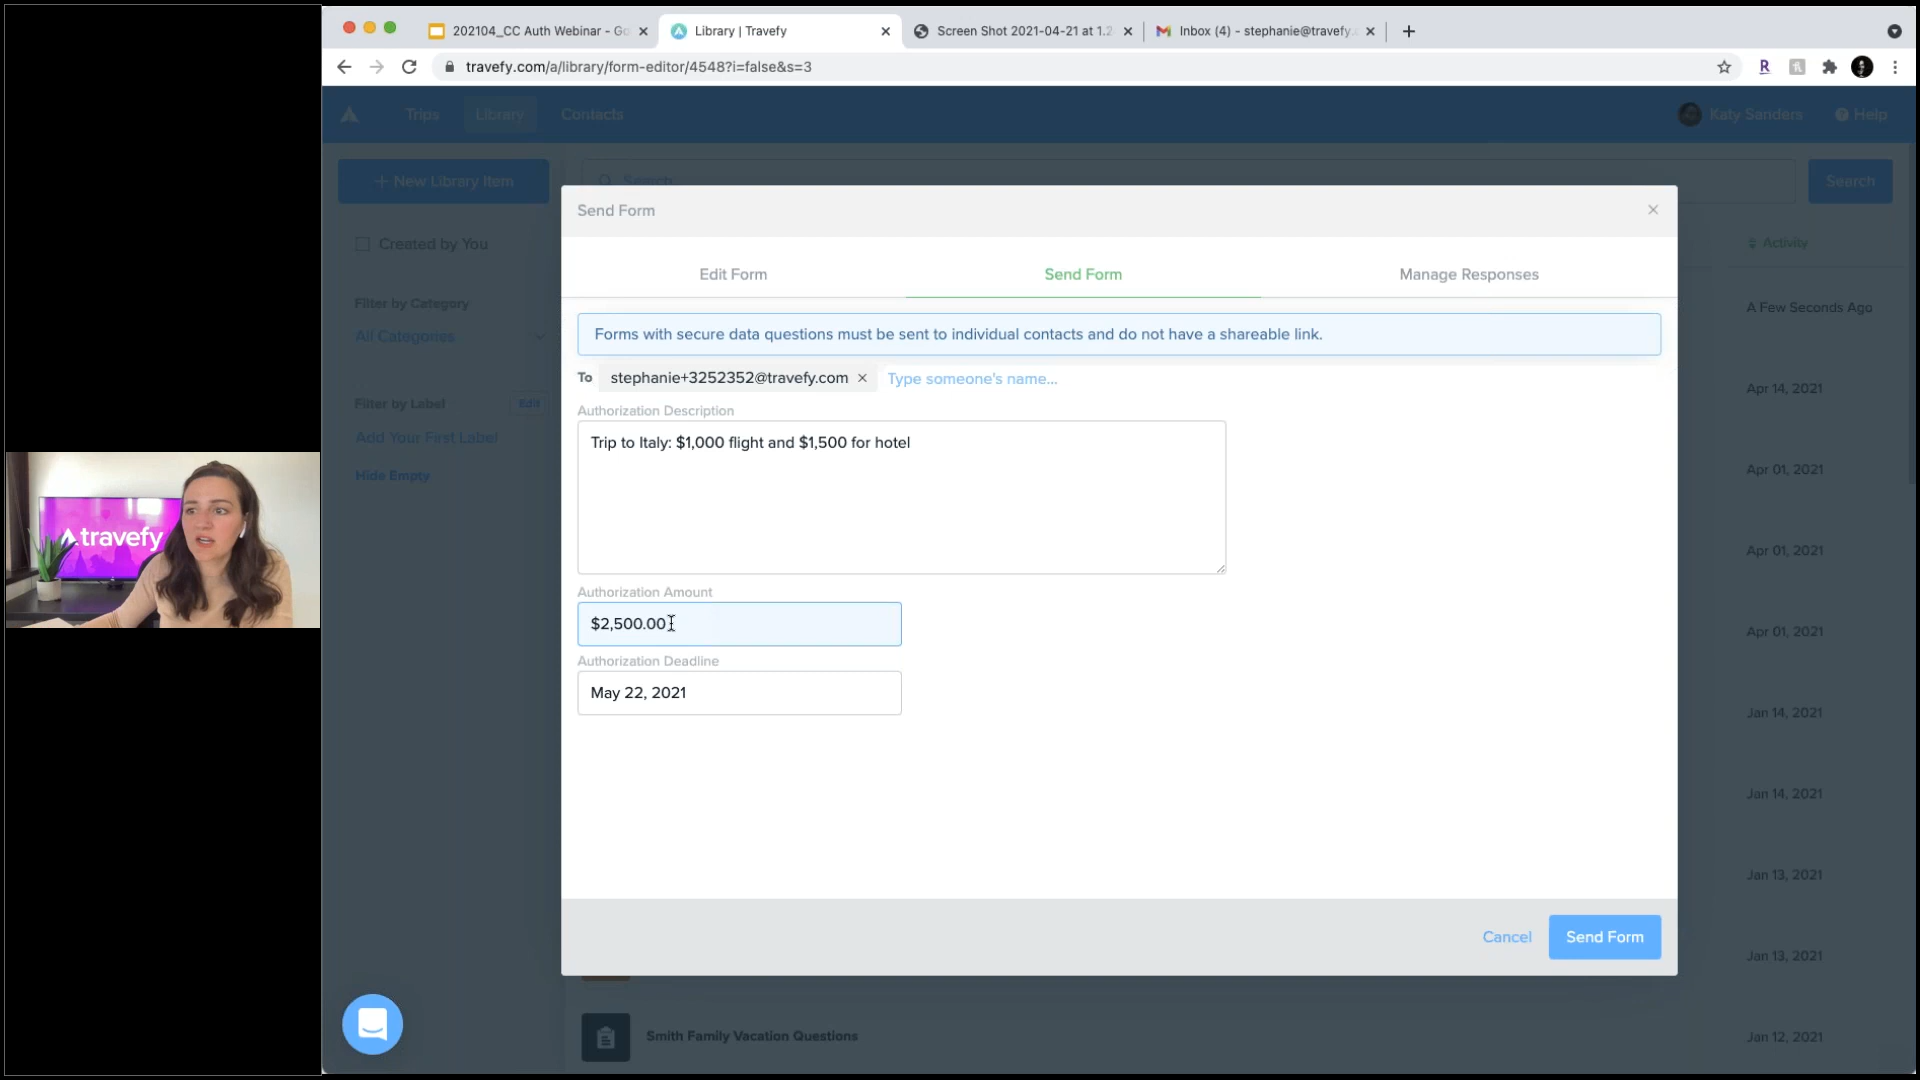 202104_CC Auth Webinar - Go
Library | Travefy
Screen Shot 2021-04-21 at 1.2
Inbox (4) - stephanie@travefy.
travefy.com/a/library/form-editor/4548?i=false&s=3
Trips
Library
Contacts
Katy Sanders
Help
+ New Library Item
Search...
Search
Created by You
Activity
Filter by Category
All Categories
Filter by Label
Edit
Add Your First Label
Hide Empty
Send Form
Edit Form
Send Form
Manage Responses
Forms with secure data questions must be sent to individual contacts and do not have a shareable link.
To
stephanie+3252352@travefy.com
Type someone's name...
Authorization Description
Trip to Italy: $1,000 flight and $1,500 for hotel
Authorization Amount
$2,500.00
Authorization Deadline
May 22, 2021
Cancel
Send Form
A Few Seconds Ago
Apr 14, 2021
Apr 01, 2021
Apr 01, 2021
Apr 01, 2021
Jan 14, 2021
Jan 14, 2021
Jan 13, 2021
Jan 13, 2021
Smith Family Vacation Questions
Jan 12, 2021
travefy